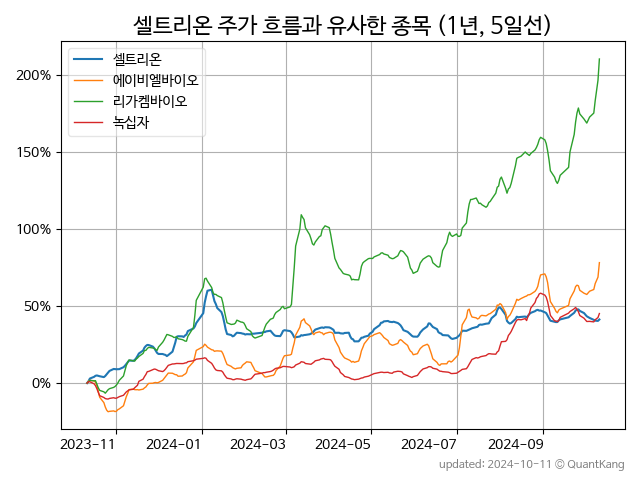 셀트리온 주가 흐름과 유사한 종목 (1년, 5일선)
셀트리온
에이비엘바이오
리가켐바이오
녹십자
200%
150%
100%
50%
0%
2023-11 2024-01 2024-03 2024-05 2024-07 2024-09
updated: 2024-10-11 © QuantKang